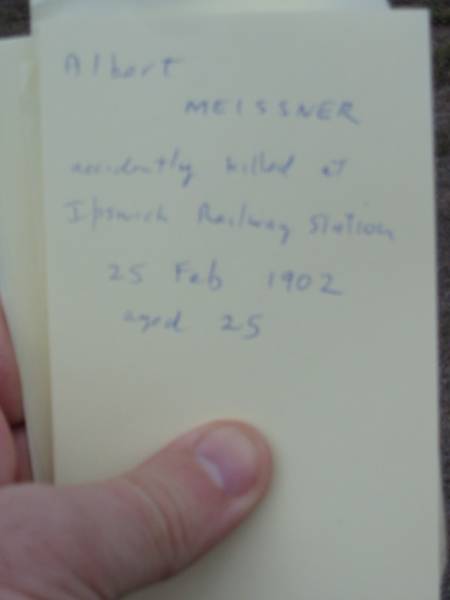 Albert
MEISSNER
accidently killed at
Ipswich Railway Station
25 Feb 1902
aged 25